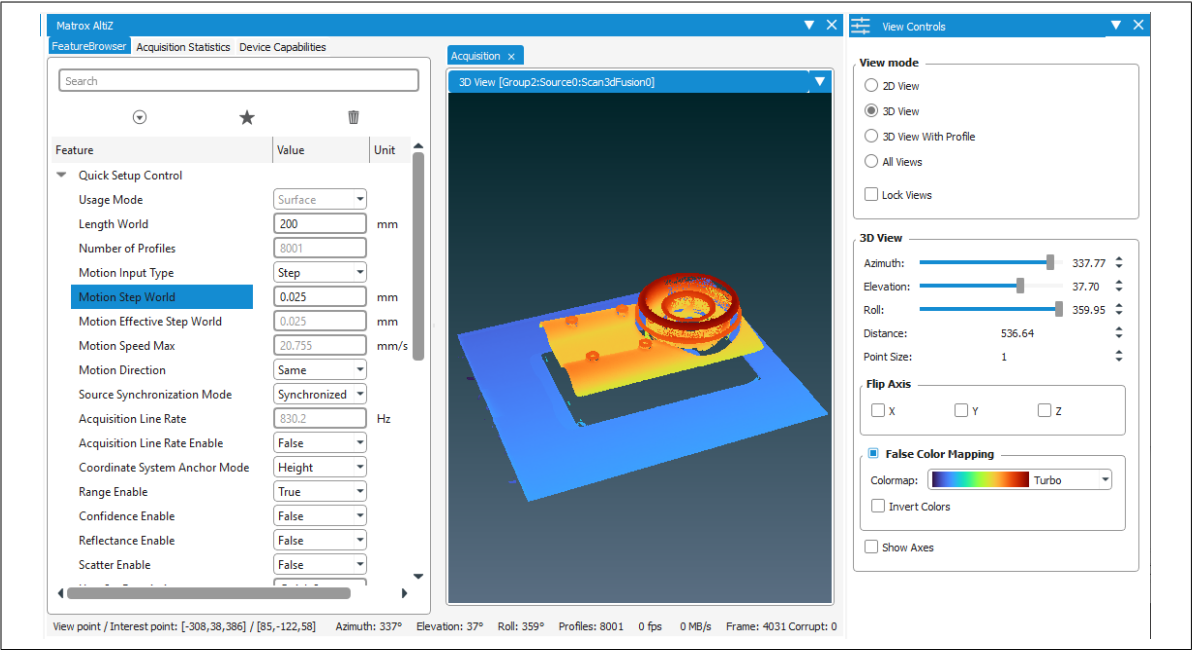 Matrox AltiZ
FeatureBrowser Acquisition Statistics Device Capabilities
Search
Feature Value Unit
Quick Setup Control
Usage Mode Surface
Length World 200 mm
Number of Profiles 8001
Motion Input Type Step
Motion Step World 0.025 mm
Motion Effective Step World 0.025 mm
Motion Speed Max 20.755 mm/s
Motion Direction Same
Source Synchronization Mode Synchronized
Acquisition Line Rate 830.2 Hz
Acquisition Line Rate Enable False
Coordinate System Anchor Mode Height
Range Enable True
Confidence Enable False
Reflectance Enable False
Scatter Enable False
Acquisition ×
3D View [Group2:Source0:Scan3dFusion0]
View point / Interest point: [-308,38,386] / [85,-122,58] Azimuth: 337° Elevation: 37° Roll: 359° Profiles: 8001 0 fps 0 MB/s Frame: 4031 Corrupt: 0
View Controls
View mode
2D View
3D View
3D View With Profile
All Views
Lock Views
3D View
Azimuth: 337.77
Elevation: 37.70
Roll: 359.95
Distance: 536.64
Point Size: 1
Flip Axis
X Y Z
False Color Mapping
Colormap: Turbo
Invert Colors
Show Axes